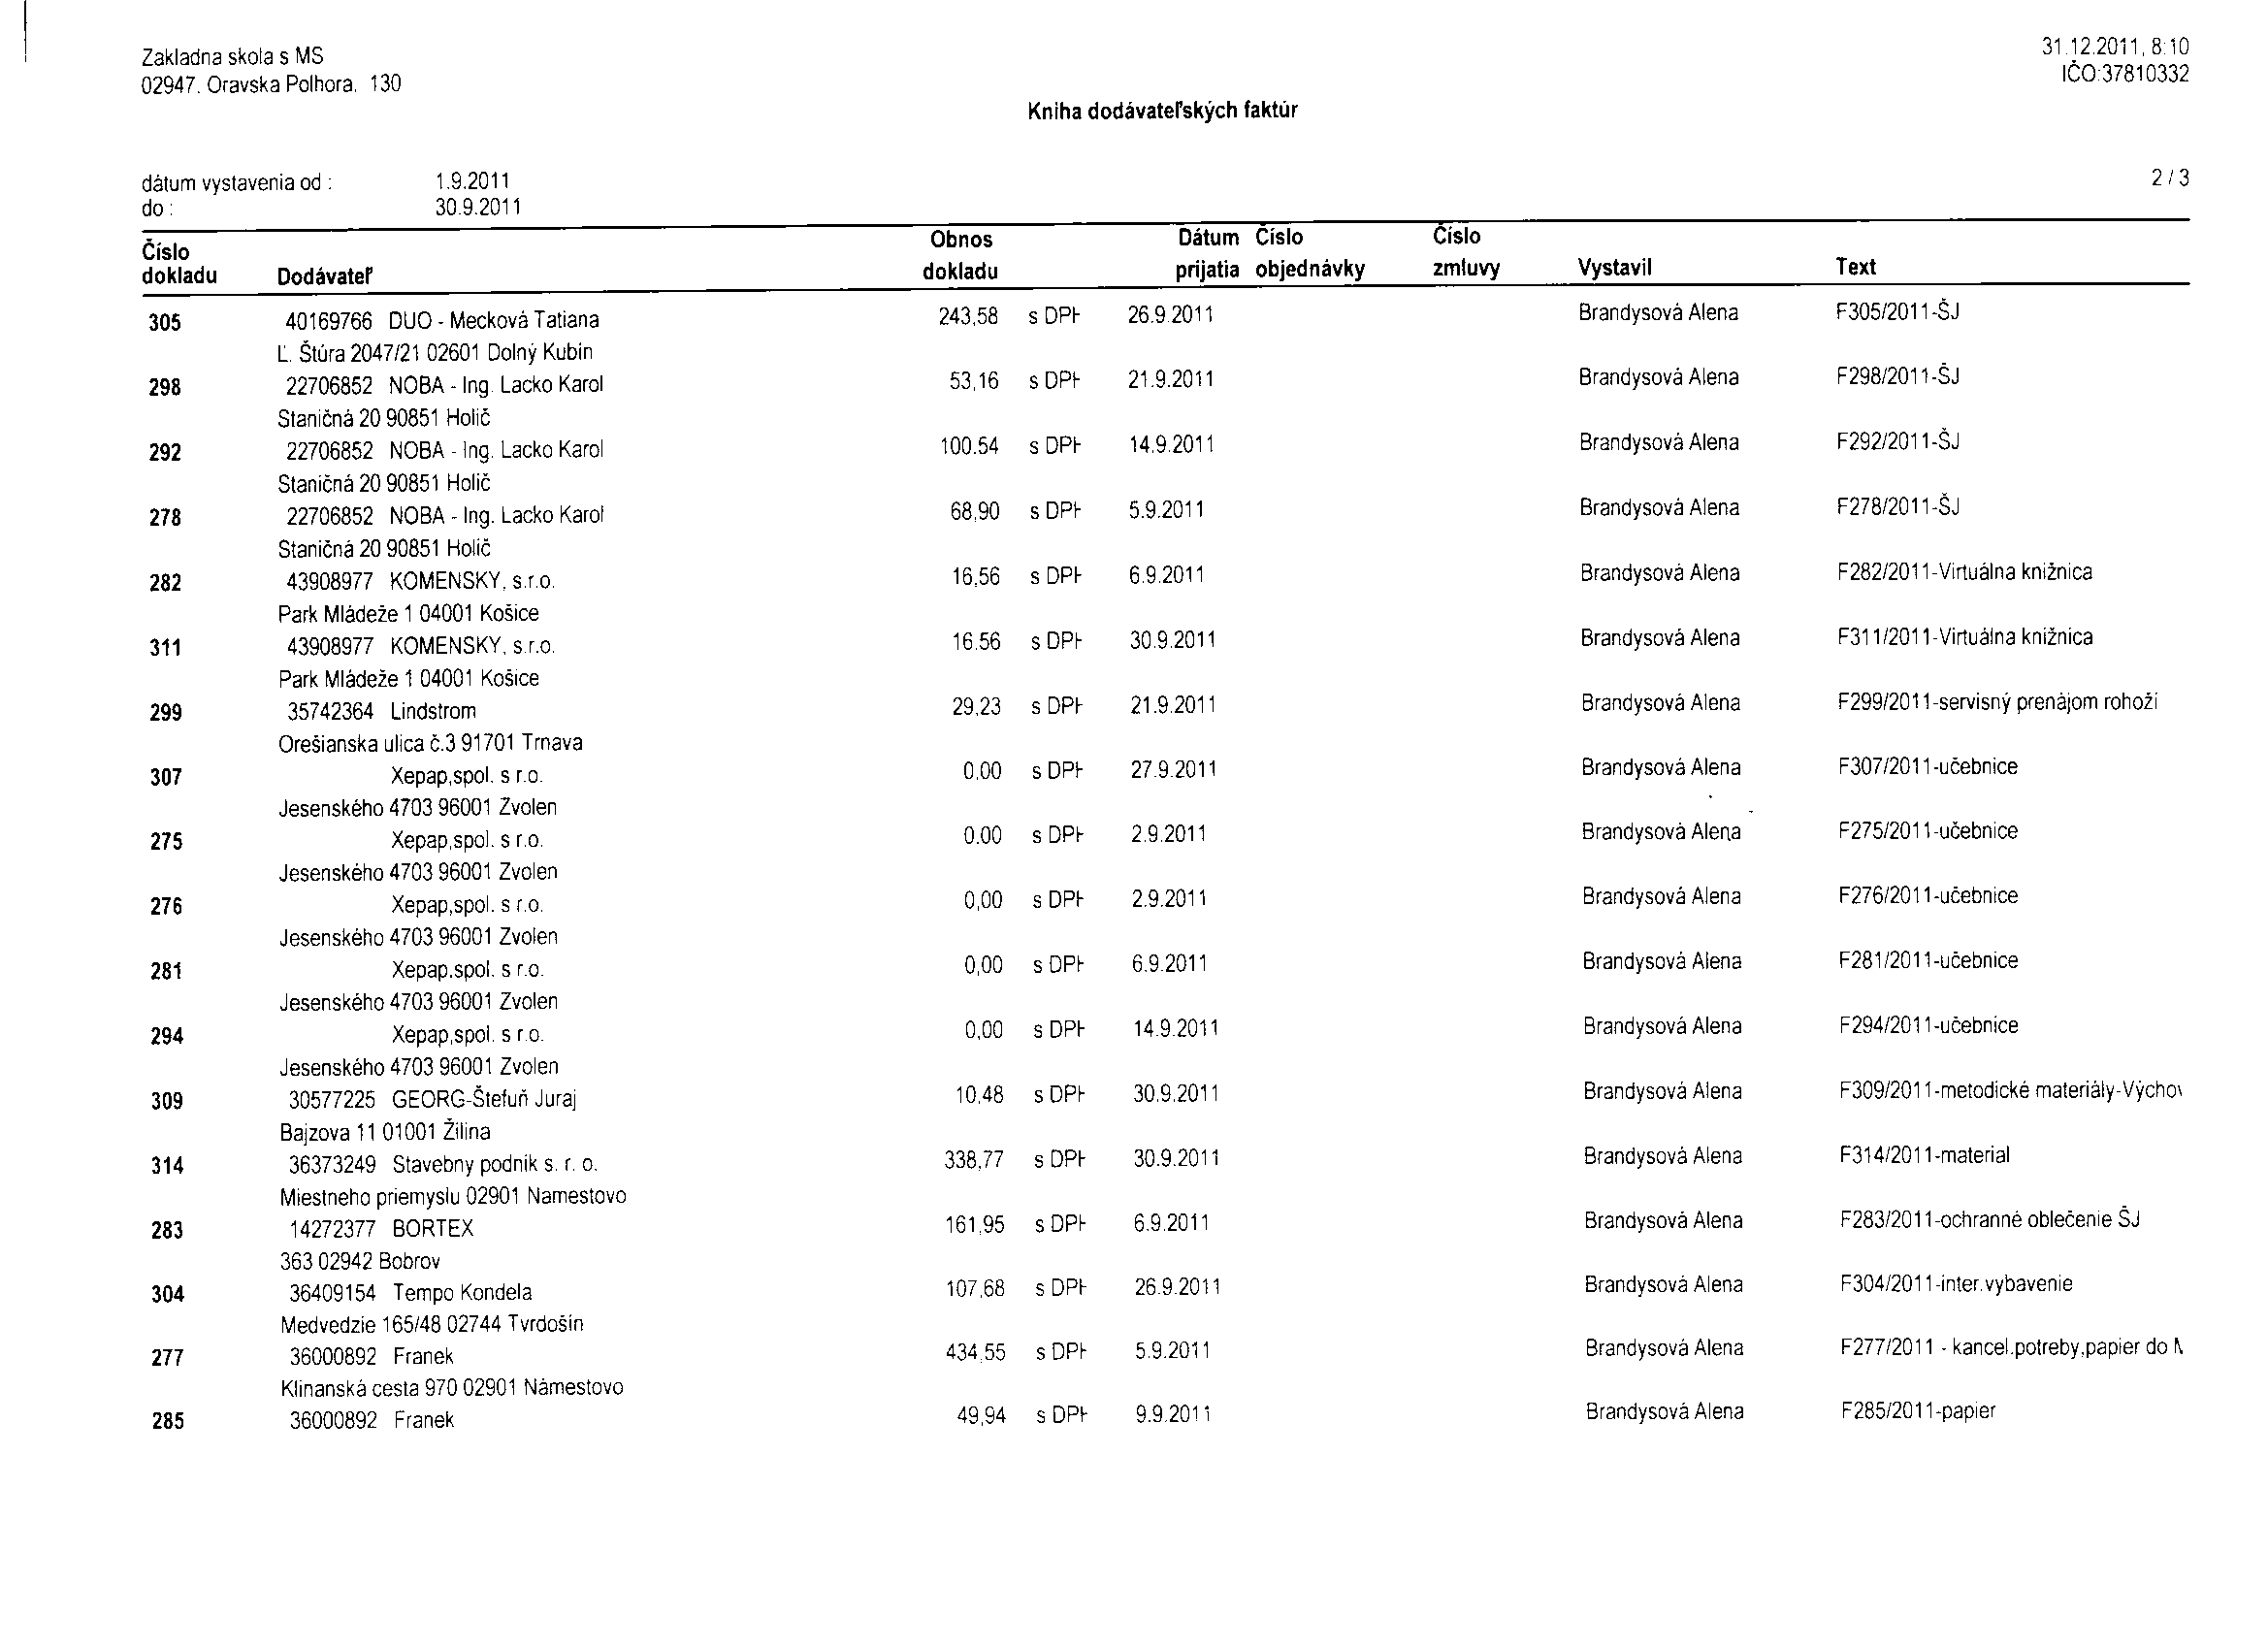 Zakladna skola s MS
02947. Oravska Polhora, 130
31.12.2011, 8:10
IČO:37810332
Kniha dodávateľských faktúr
dátum vystavenia od : 1.9.2011
do : 30.9.2011
2 / 3
Číslo dokladu Dodávateľ Obnos dokladu Dátum prijatia Číslo objednávky Číslo zmluvy Vystavil Text
305 40169766 DUO - Mecková Tatiana 243,58 s DPH 26.9.2011 Brandysová Alena F305/2011-ŠJ
Ľ. Štúra 2047/21 02601 Dolný Kubín
298 22706852 NOBA - Ing. Lacko Karol 53,16 s DPH 21.9.2011 Brandysová Alena F298/2011-ŠJ
Staničná 20 90851 Holič
292 22706852 NOBA - Ing. Lacko Karol 100.54 s DPH 14.9.2011 Brandysová Alena F292/2011-ŠJ
Staničná 20 90851 Holič
278 22706852 NOBA - Ing. Lacko Karol 68,90 s DPH 5.9.2011 Brandysová Alena F278/2011-ŠJ
Staničná 20 90851 Holič
282 43908977 KOMENSKY, s.r.o. 16,56 s DPH 6.9.2011 Brandysová Alena F282/2011-Virtuálna knižnica
Park Mládeže 1 04001 Košice
311 43908977 KOMENSKY, s.r.o. 16.56 s DPH 30.9.2011 Brandysová Alena F311/2011-Virtuálna knižnica
Park Mládeže 1 04001 Košice
299 35742364 Lindstrom 29,23 s DPH 21.9.2011 Brandysová Alena F299/2011-servisný prenájom rohoží
Orešianska ulica č.3 91701 Trnava
307 Xepap,spol. s r.o. 0,00 s DPH 27.9.2011 Brandysová Alena F307/2011-učebnice
Jesenského 4703 96001 Zvolen
275 Xepap,spol. s r.o. 0.00 s DPH 2.9.2011 Brandysová Alena F275/2011-učebnice
Jesenského 4703 96001 Zvolen
276 Xepap,spol. s r.o. 0,00 s DPH 2.9.2011 Brandysová Alena F276/2011-učebnice
Jesenského 4703 96001 Zvolen
281 Xepap.spol. s r.o. 0,00 s DPH 6.9.2011 Brandysová Alena F281/2011-učebnice
Jesenského 4703 96001 Zvolen
294 Xepap,spol. s r.o. 0,00 s DPH 14.9.2011 Brandysová Alena F294/2011-učebnice
Jesenského 4703 96001 Zvolen
309 30577225 GEORG-Štefuň Juraj 10,48 s DPH 30.9.2011 Brandysová Alena F309/2011-metodické materiály-Výchov
Bajzova 11 01001 Žilina
314 36373249 Stavebny podnik s. r. o. 338,77 s DPH 30.9.2011 Brandysová Alena F314/2011-material
Miestneho priemyslu 02901 Namestovo
283 14272377 BORTEX 161,95 s DPH 6.9.2011 Brandysová Alena F283/2011-ochranné oblečenie ŠJ
363 02942 Bobrov
304 36409154 Tempo Kondela 107,68 s DPH 26.9.2011 Brandysová Alena F304/2011-inter.vybavenie
Medvedzie 165/48 02744 Tvrdošín
277 36000892 Franek 434,55 s DPH 5.9.2011 Brandysová Alena F277/2011 - kancel.potreby,papier do
Klinanská cesta 970 02901 Námestovo
285 36000892 Franek 49,94 s DPH 9.9.2011 Brandysová Alena F285/2011-papier